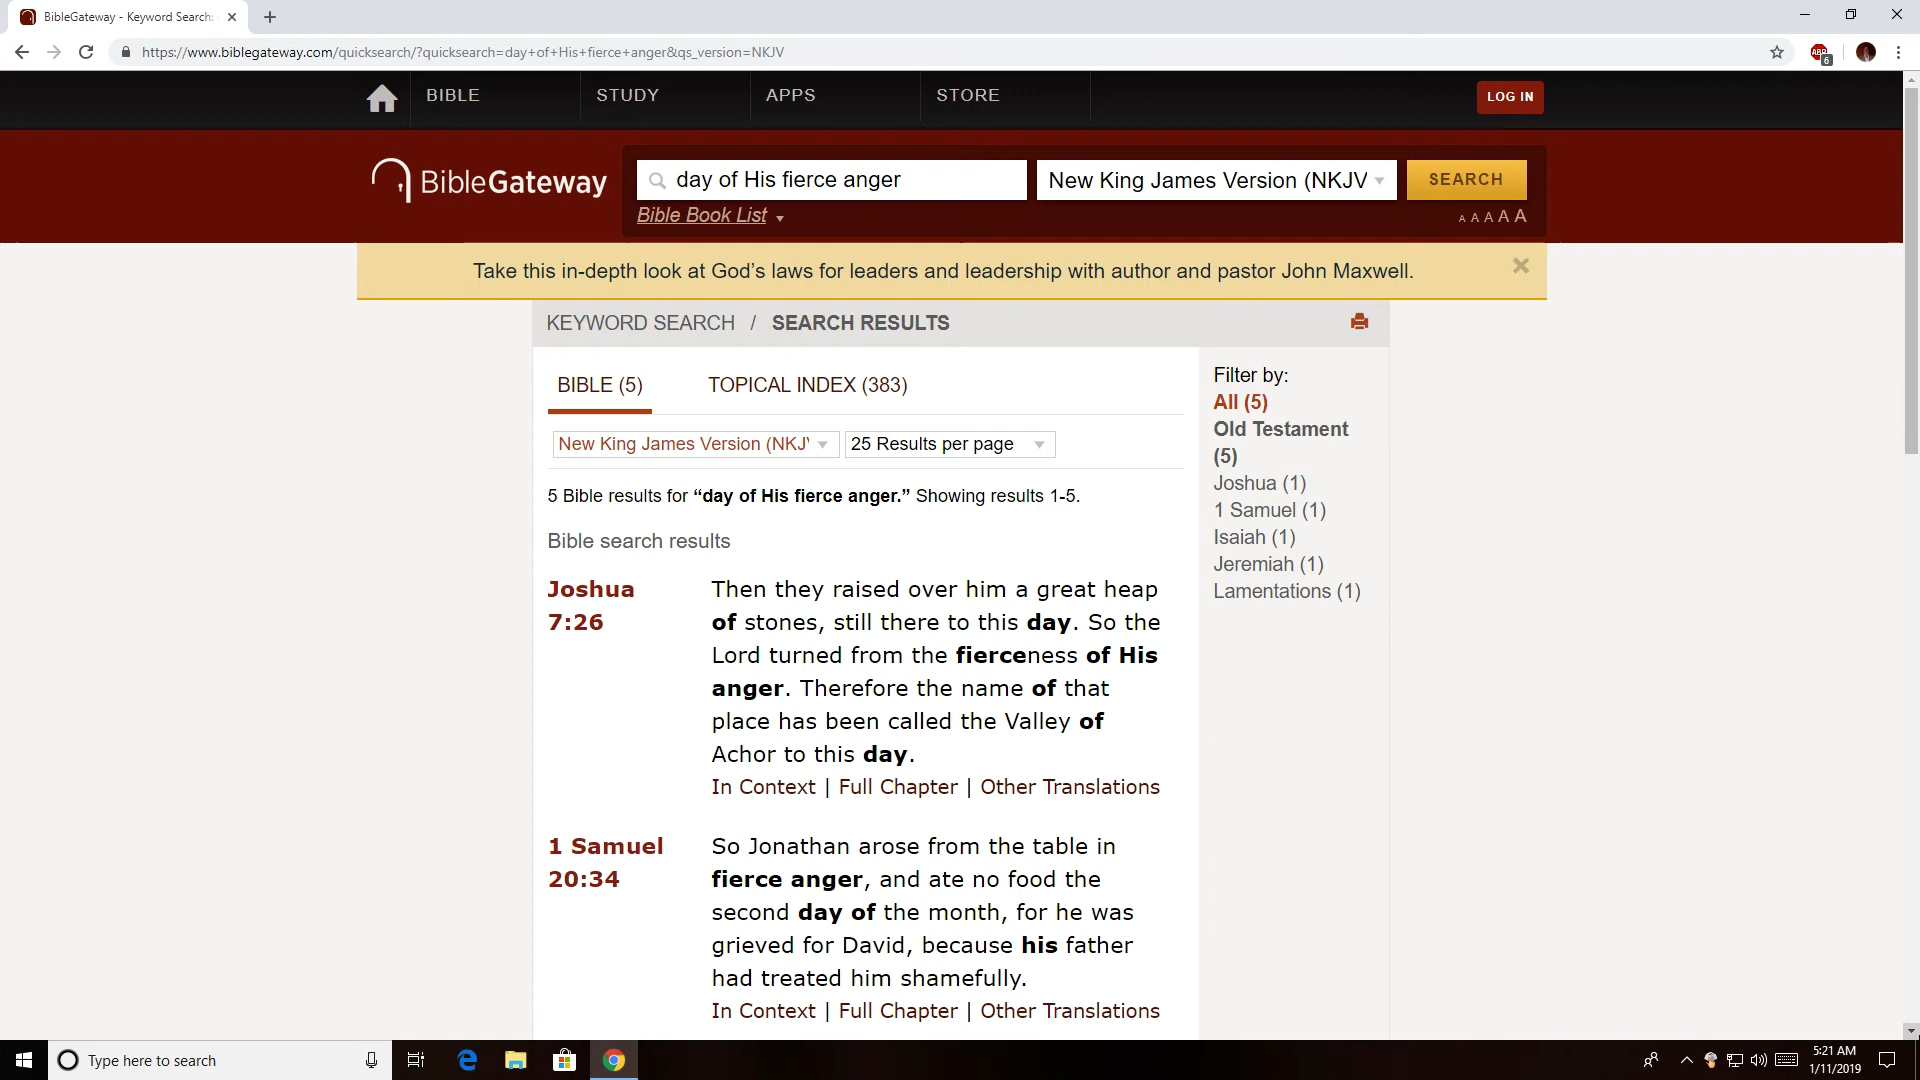 BibleGateway - Keyword Search:
https://www.biblegateway.com/quicksearch/?quicksearch=day+of+His+fierce+anger&qs_version=NKJV
ABP
6
BIBLE
STUDY
APPS
STORE
LOG IN
BibleGateway
day of His fierce anger
New King James Version (NKJV
SEARCH
Bible Book List
A A A A A
Take this in-depth look at God’s laws for leaders and leadership with author and pastor John Maxwell.
KEYWORD SEARCH / SEARCH RESULTS
BIBLE (5)
TOPICAL INDEX (383)
New King James Version (NKJV
25 Results per page
5 Bible results for “day of His fierce anger.” Showing results 1-5.
Bible search results
Joshua
7:26
Then they raised over him a great heap
of stones, still there to this day. So the
Lord turned from the fierceness of His
anger. Therefore the name of that
place has been called the Valley of
Achor to this day.
In Context | Full Chapter | Other Translations
1 Samuel
20:34
So Jonathan arose from the table in
fierce anger, and ate no food the
second day of the month, for he was
grieved for David, because his father
had treated him shamefully.
In Context | Full Chapter | Other Translations
Filter by:
All (5)
Old Testament
(5)
Joshua (1)
1 Samuel (1)
Isaiah (1)
Jeremiah (1)
Lamentations (1)
Type here to search
5:21 AM
1/11/2019